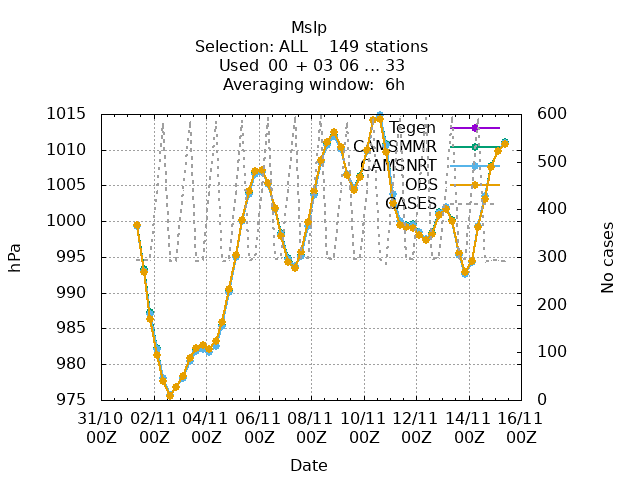 Mslp
Selection: ALL 149 stations
Used 00 + 03 06 ... 33
Averaging window: 6h
1015
1010
1005
1000
995
990
985
980
975
hPa
600
500
400
300
200
100
0
No cases
Tegen
CAMSMMR
CAMSNRT
OBS
CASES
31/10 02/11 04/11 06/11 08/11 10/11 12/11 14/11 16/11
00Z 00Z 00Z 00Z 00Z 00Z 00Z 00Z 00Z
Date